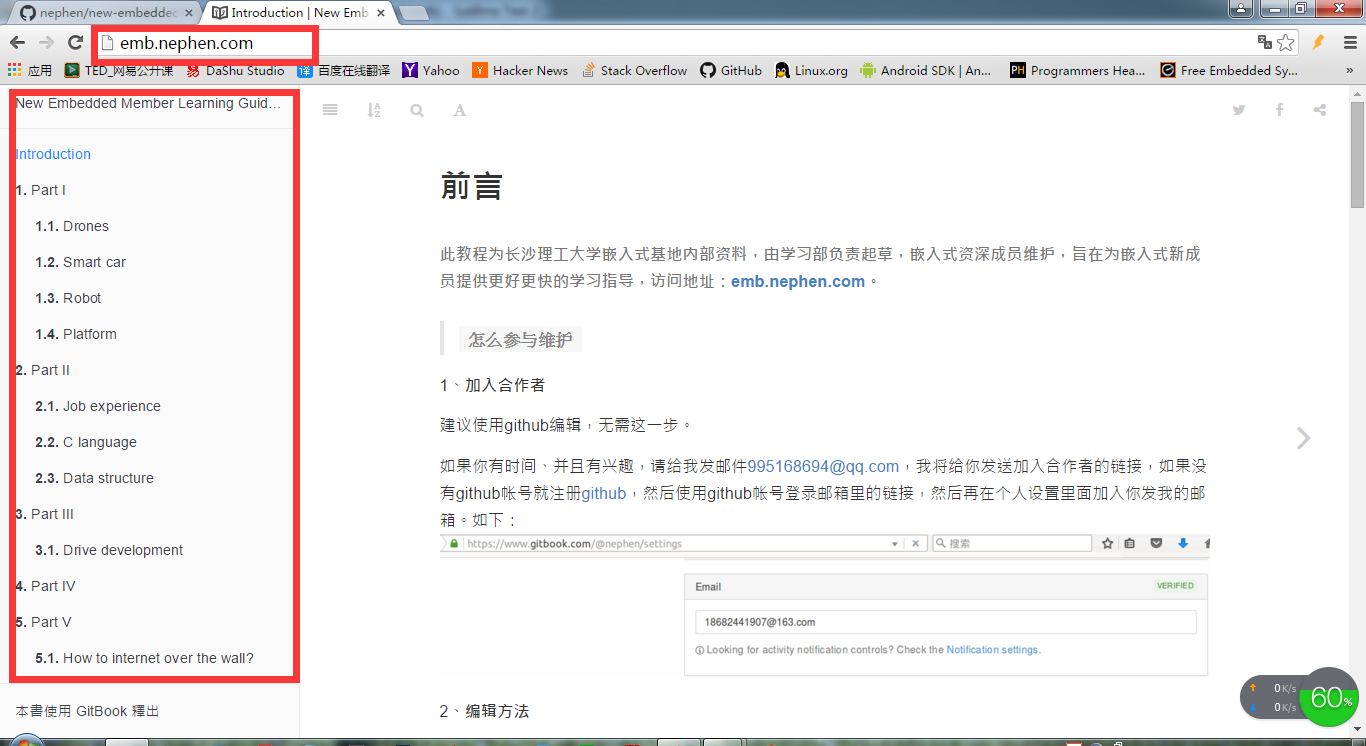 nephen/new-embedded
Introduction | New Emb
emb.nephen.com
应用
TED_网易公开课
DaShu Studio
译 百度在线翻译
Yahoo
Hacker News
Stack Overflow
GitHub
Linux.org
Android SDK | An...
PH Programmers Hea...
Free Embedded Sy...
»
New Embedded Member Learning Guid...
Introduction
1. Part I
1.1. Drones
1.2. Smart car
1.3. Robot
1.4. Platform
2. Part II
2.1. Job experience
2.2. C language
2.3. Data structure
3. Part III
3.1. Drive development
4. Part IV
5. Part V
5.1. How to internet over the wall?
本書使用 GitBook 釋出
前言
此教程为长沙理工大学嵌入式基地内部资料，由学习部负责起草，嵌入式资深成员维护，旨在为嵌入式新成
员提供更好更快的学习指导，访问地址：emb.nephen.com。
怎么参与维护
1、加入合作者
建议使用github编辑，无需这一步。
如果你有时间、并且有兴趣，请给我发邮件995168694@qq.com，我将给你发送加入合作者的链接，如果没
有github帐号就注册github，然后使用github帐号登录邮箱里的链接，然后再在个人设置里面加入你发我的邮
箱。如下：
https://www.gitbook.com/@nephen/settings
搜索
Email
VERIFIED
18682441907@163.com
Looking for activity notification controls? Check the Notification settings.
2、编辑方法
0K/s
0K/s
60%